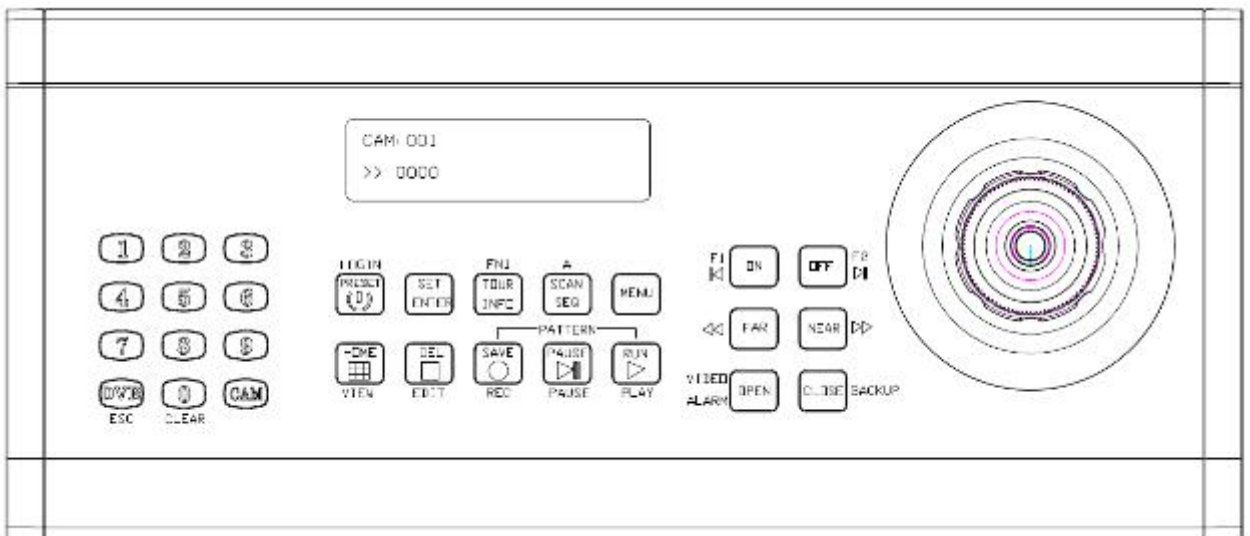 CAM:001
>> 0000
1 2 3
4 5 6
7 8 9
DVR 0 CAM
ESC CLEAR
LOGIN FN1 A
PRESET SET ENTER TOUR INFO SCAN SEQ MENU
PATTERN
HOME DEL SAVE PAUSE RUN
VIEW EDIT REC PAUSE PLAY
F1 ON OFF F2
FAR NEAR
VIDEO ALARM OPEN CLOSE BACKUP